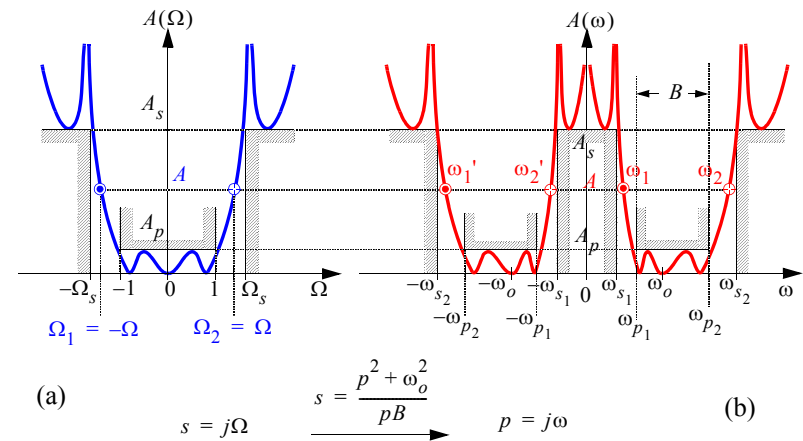 A(Ω) A(ω)
B
A_s A_s
A ω_1' ω_2' A ω_1 ω_2
A_p A_p
−Ω_s −1 0 1 Ω_s Ω −ω_{s_2} −ω_o −ω_{s_1} 0 ω_{s_1} ω_o ω_{s_2} ω
Ω_1 = −Ω Ω_2 = Ω −ω_{p_2} −ω_{p_1} ω_{p_1} ω_{p_2}
(a) (b)
s = jΩ s = \frac{p^2 + ω_o^2}{pB} p = jω